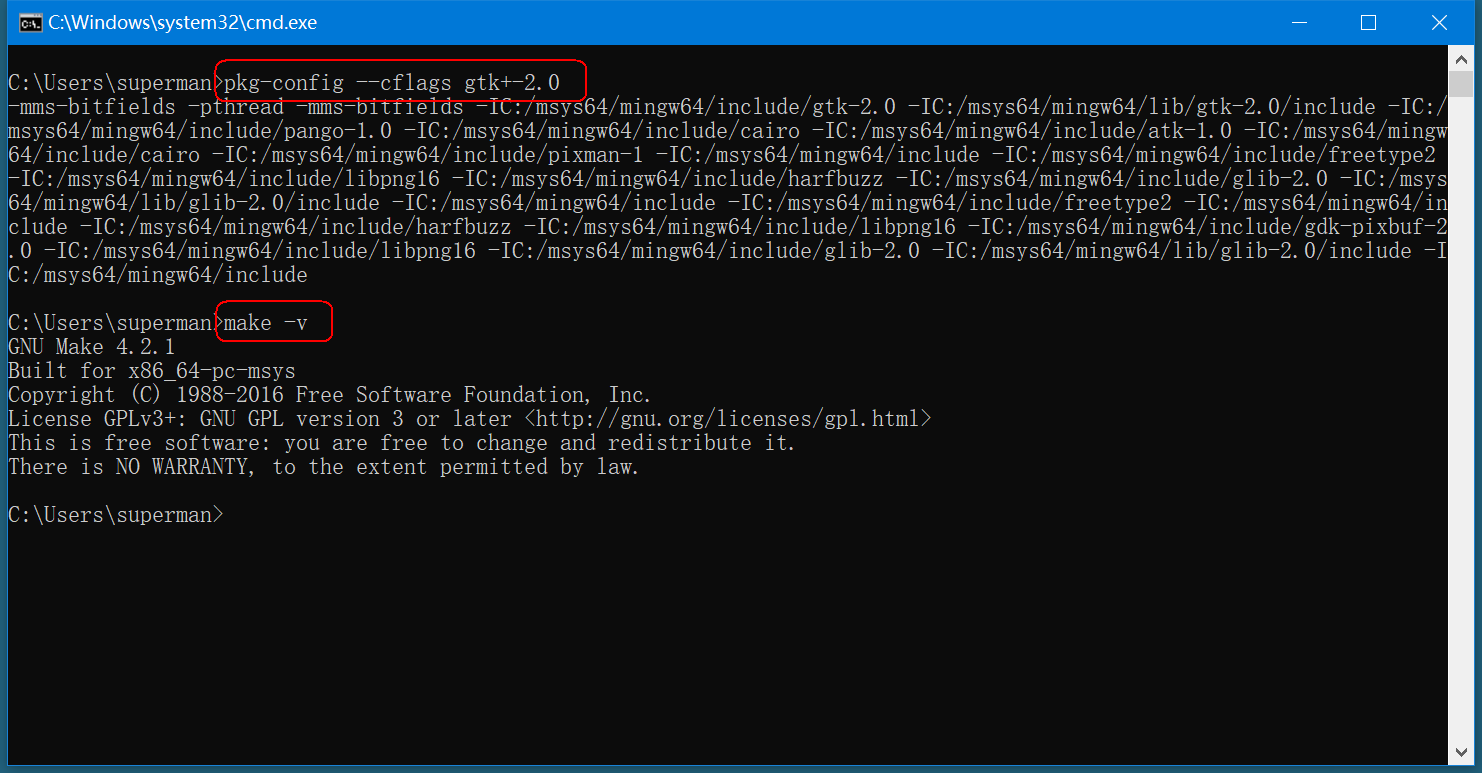 C:\Windows\system32\cmd.exe
C:\Users\superman>pkg-config --cflags gtk+-2.0
-mms-bitfields -pthread -mms-bitfields -IC:/msys64/mingw64/include/gtk-2.0 -IC:/msys64/mingw64/lib/gtk-2.0/include -IC:/
msys64/mingw64/include/pango-1.0 -IC:/msys64/mingw64/include/cairo -IC:/msys64/mingw64/include/atk-1.0 -IC:/msys64/mingw
64/include/cairo -IC:/msys64/mingw64/include/pixman-1 -IC:/msys64/mingw64/include -IC:/msys64/mingw64/include/freetype2
-IC:/msys64/mingw64/include/libpng16 -IC:/msys64/mingw64/include/harfbuzz -IC:/msys64/mingw64/include/glib-2.0 -IC:/msys
64/mingw64/lib/glib-2.0/include -IC:/msys64/mingw64/include -IC:/msys64/mingw64/include/freetype2 -IC:/msys64/mingw64/in
clude -IC:/msys64/mingw64/include/harfbuzz -IC:/msys64/mingw64/include/libpng16 -IC:/msys64/mingw64/include/gdk-pixbuf-2
.0 -IC:/msys64/mingw64/include/libpng16 -IC:/msys64/mingw64/include/glib-2.0 -IC:/msys64/mingw64/lib/glib-2.0/include -I
C:/msys64/mingw64/include
C:\Users\superman>make -v
GNU Make 4.2.1
Built for x86_64-pc-msys
Copyright (C) 1988-2016 Free Software Foundation, Inc.
License GPLv3+: GNU GPL version 3 or later <http://gnu.org/licenses/gpl.html>
This is free software: you are free to change and redistribute it.
There is NO WARRANTY, to the extent permitted by law.
C:\Users\superman>